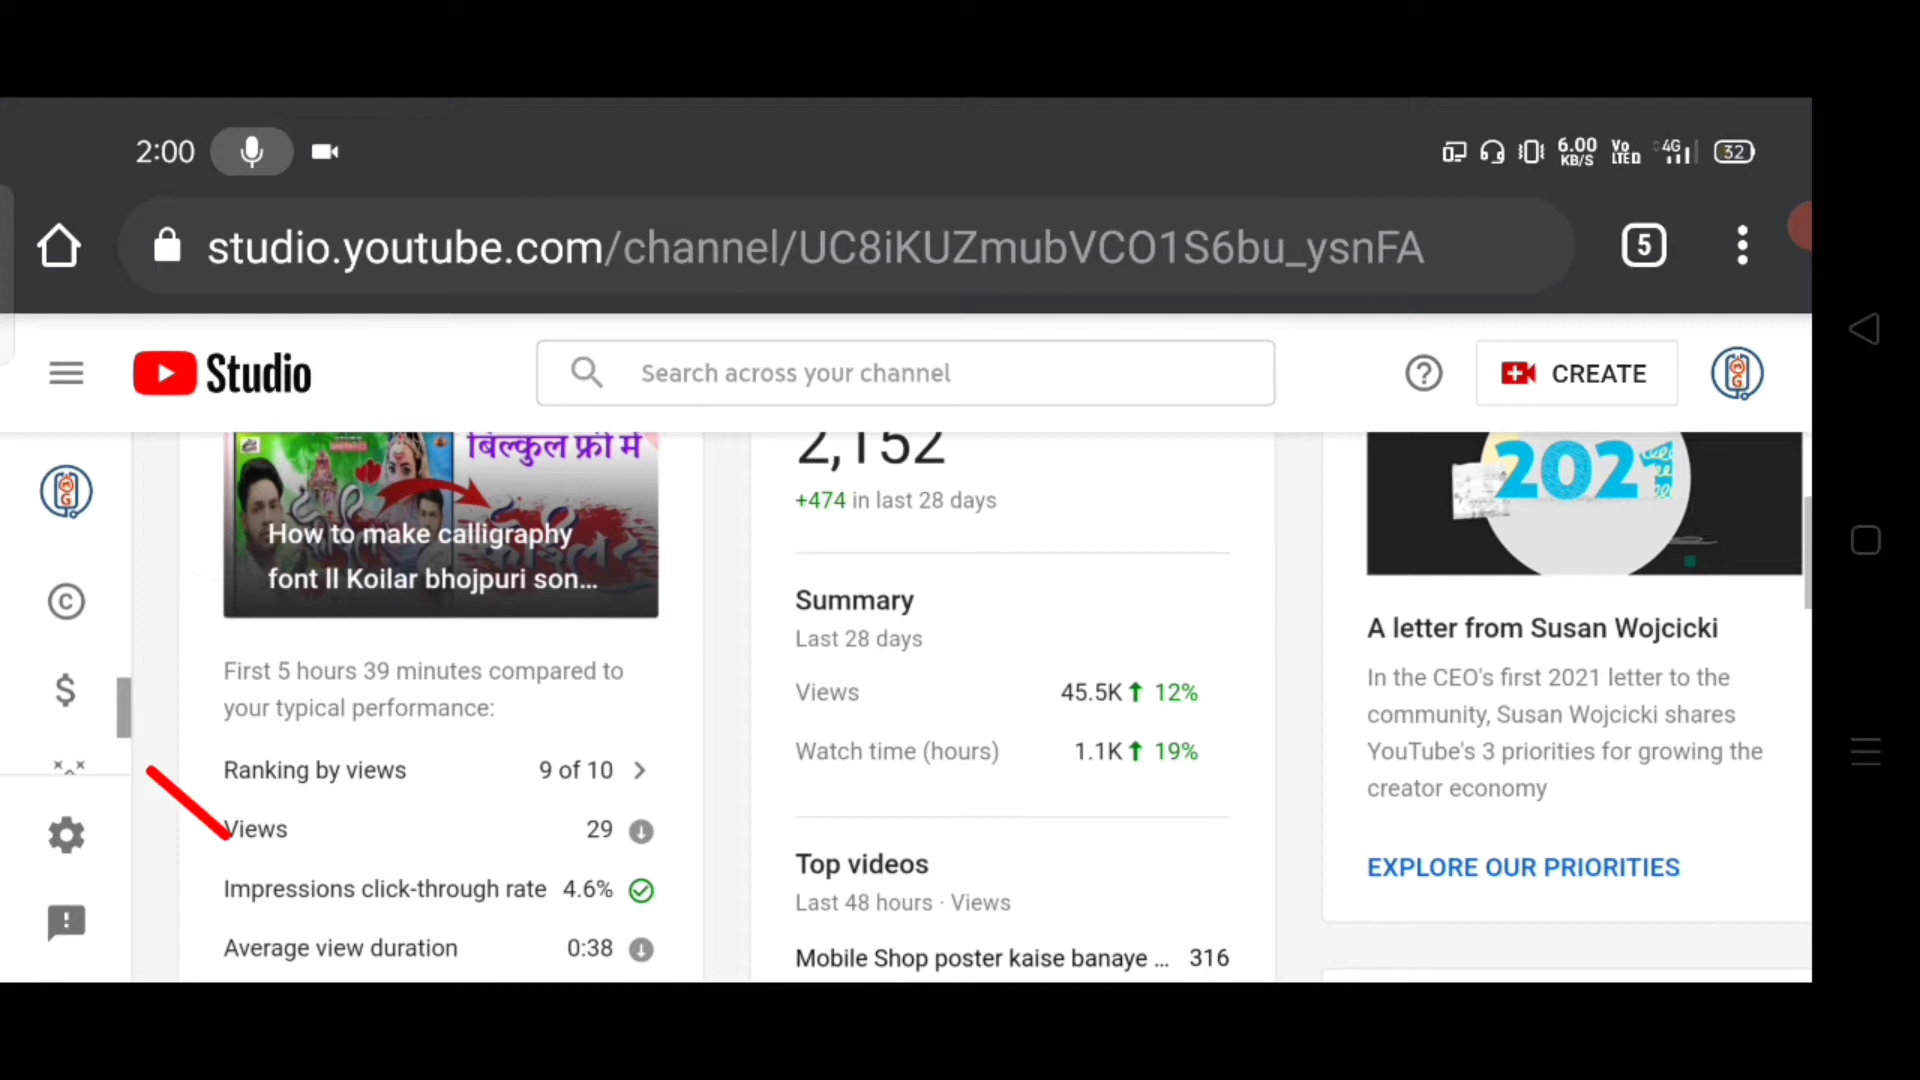 2:00
6.00
KB/S
Vo
LTE
4G
32
studio.youtube.com/channel/UC8iKUZmubVCO1S6bu_ysnFA
5
Studio
Search across your channel
CREATE
बिल्कुल फ्री में
How to make calligraphy
font ll Koilar bhojpuri son...
First 5 hours 39 minutes compared to
your typical performance:
Ranking by views 9 of 10
Views 29
Impressions click-through rate 4.6%
Average view duration 0:38
2,152
+474 in last 28 days
Summary
Last 28 days
Views 45.5K 12%
Watch time (hours) 1.1K 19%
Top videos
Last 48 hours · Views
Mobile Shop poster kaise banaye ... 316
2021
A letter from Susan Wojcicki
In the CEO's first 2021 letter to the
community, Susan Wojcicki shares
YouTube's 3 priorities for growing the
creator economy
EXPLORE OUR PRIORITIES